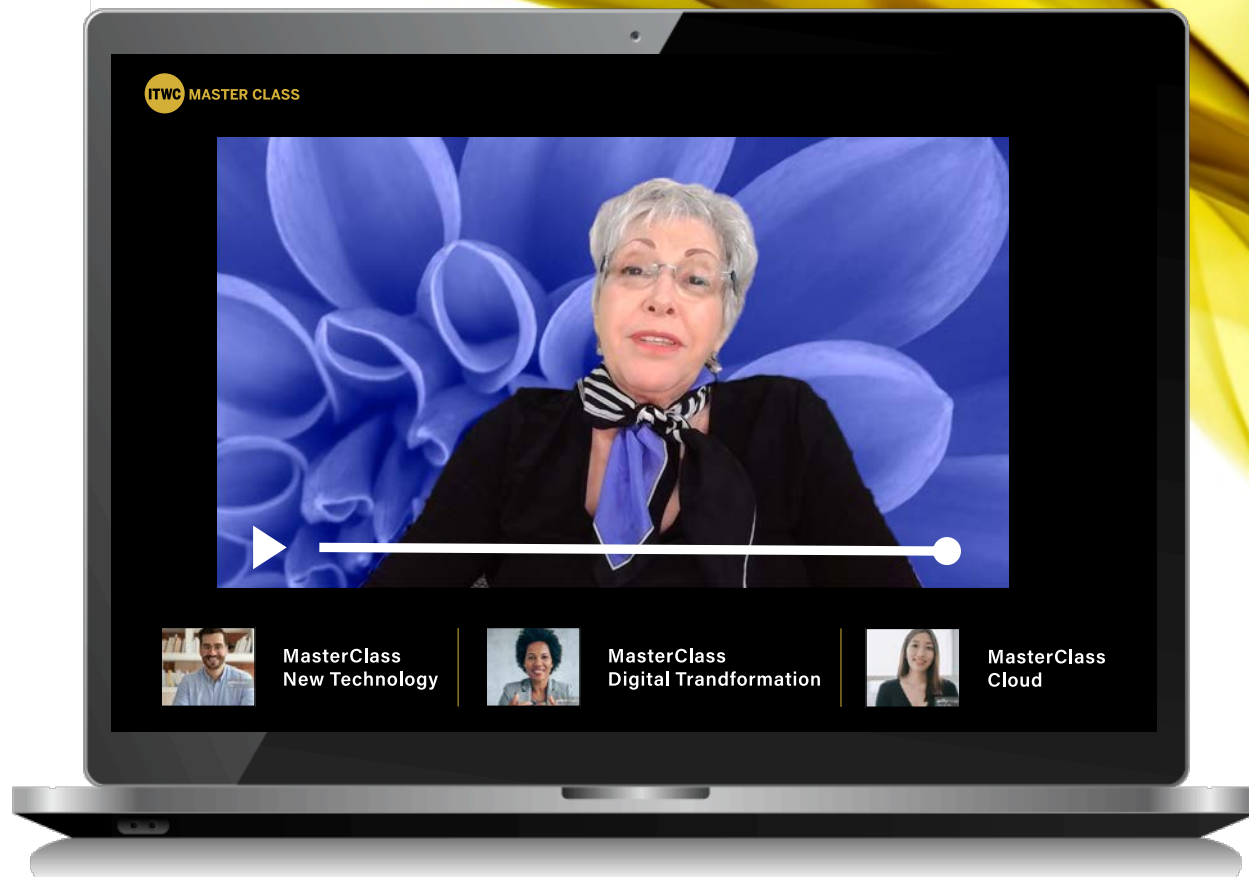 ITWC MASTER CLASS
MasterClass
New Technology
MasterClass
Digital Trandformation
MasterClass
Cloud